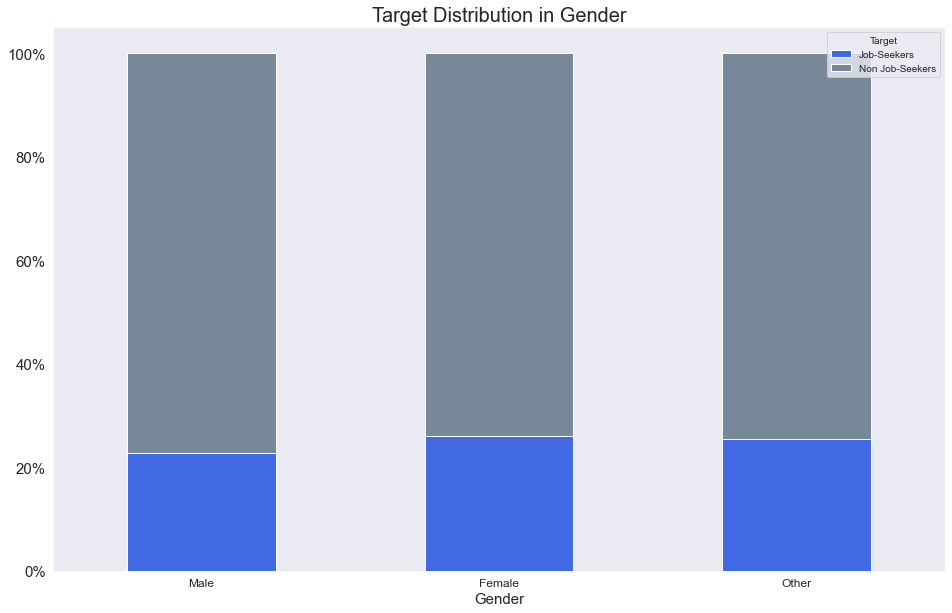 Target Distribution in Gender
Target
Job-Seekers
Non Job-Seekers
100%
80%
60%
40%
20%
0%
Male Female Other
Gender